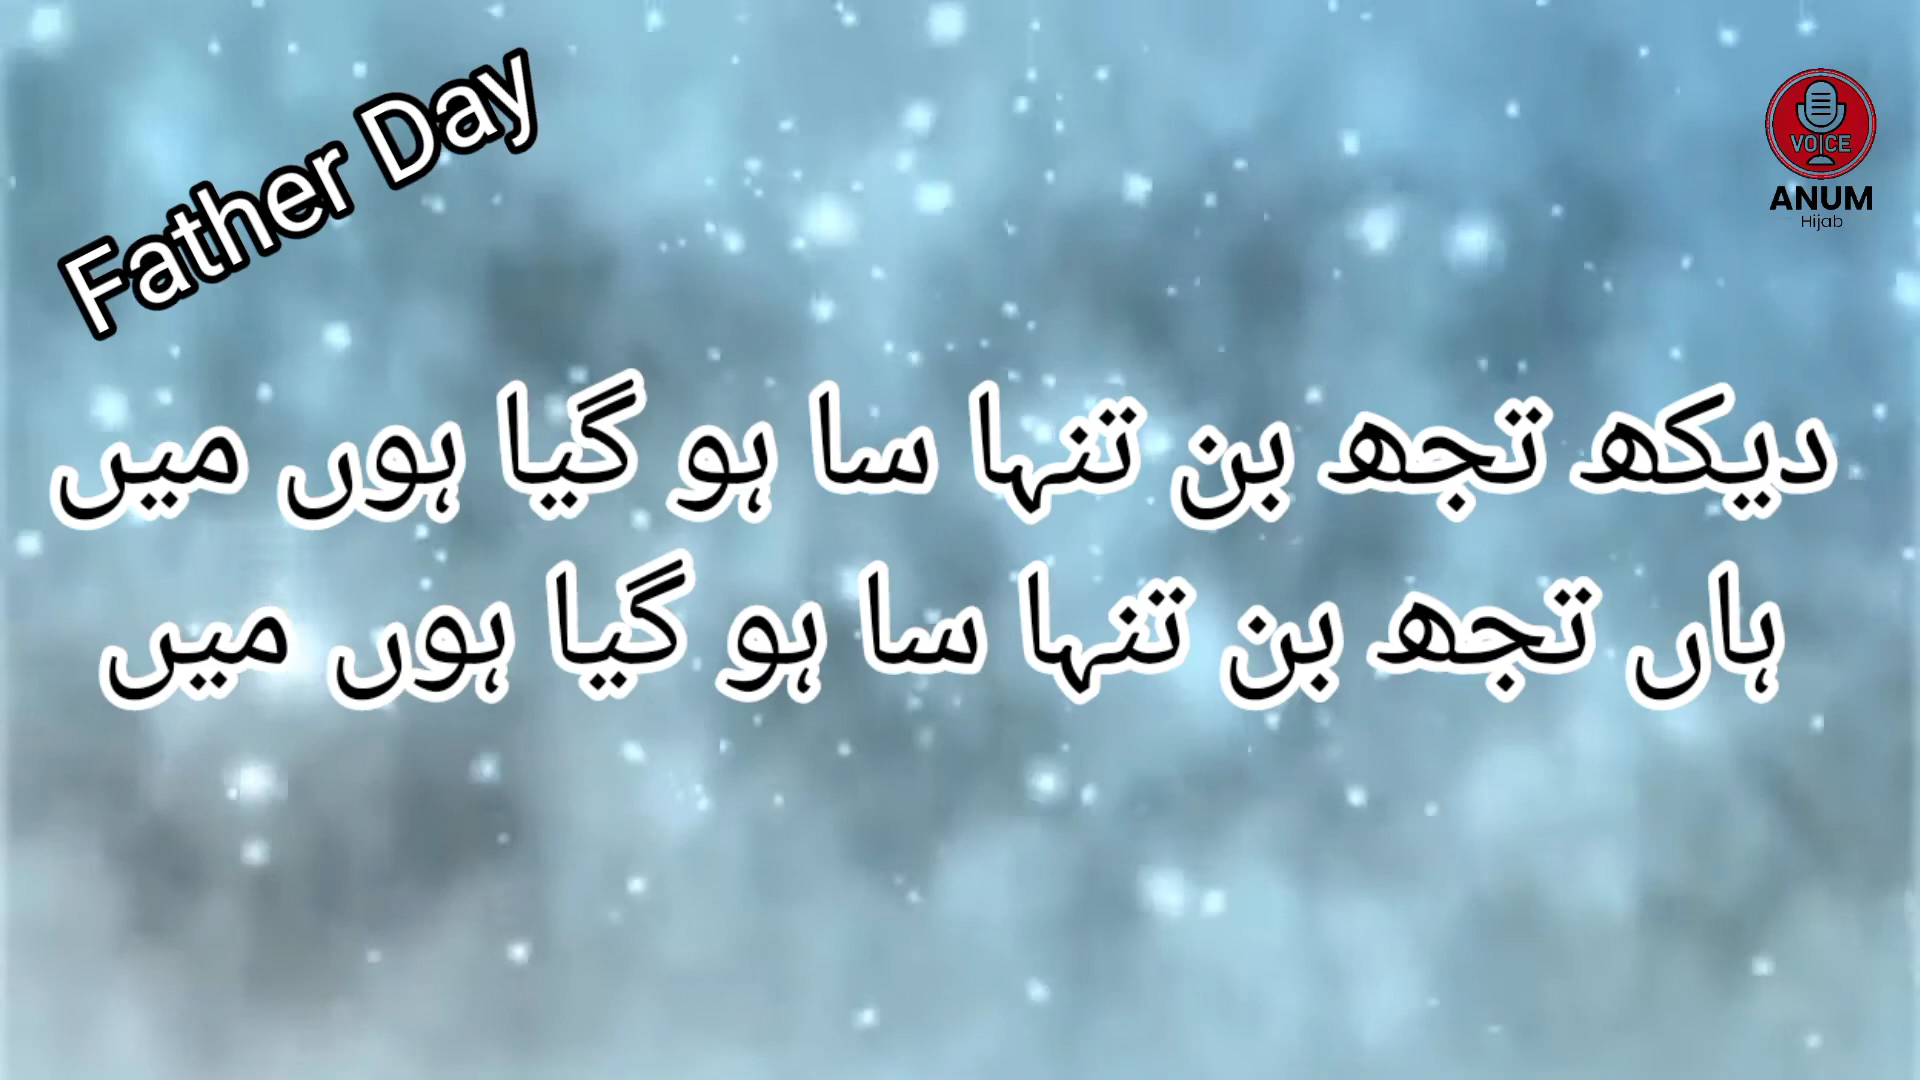 Father Day
VOICE
ANUM
Hijab
دیکھ تجھ بن تنہا سا ہو گیا ہوں میں
ہاں تجھ بن تنہا سا ہو گیا ہوں میں